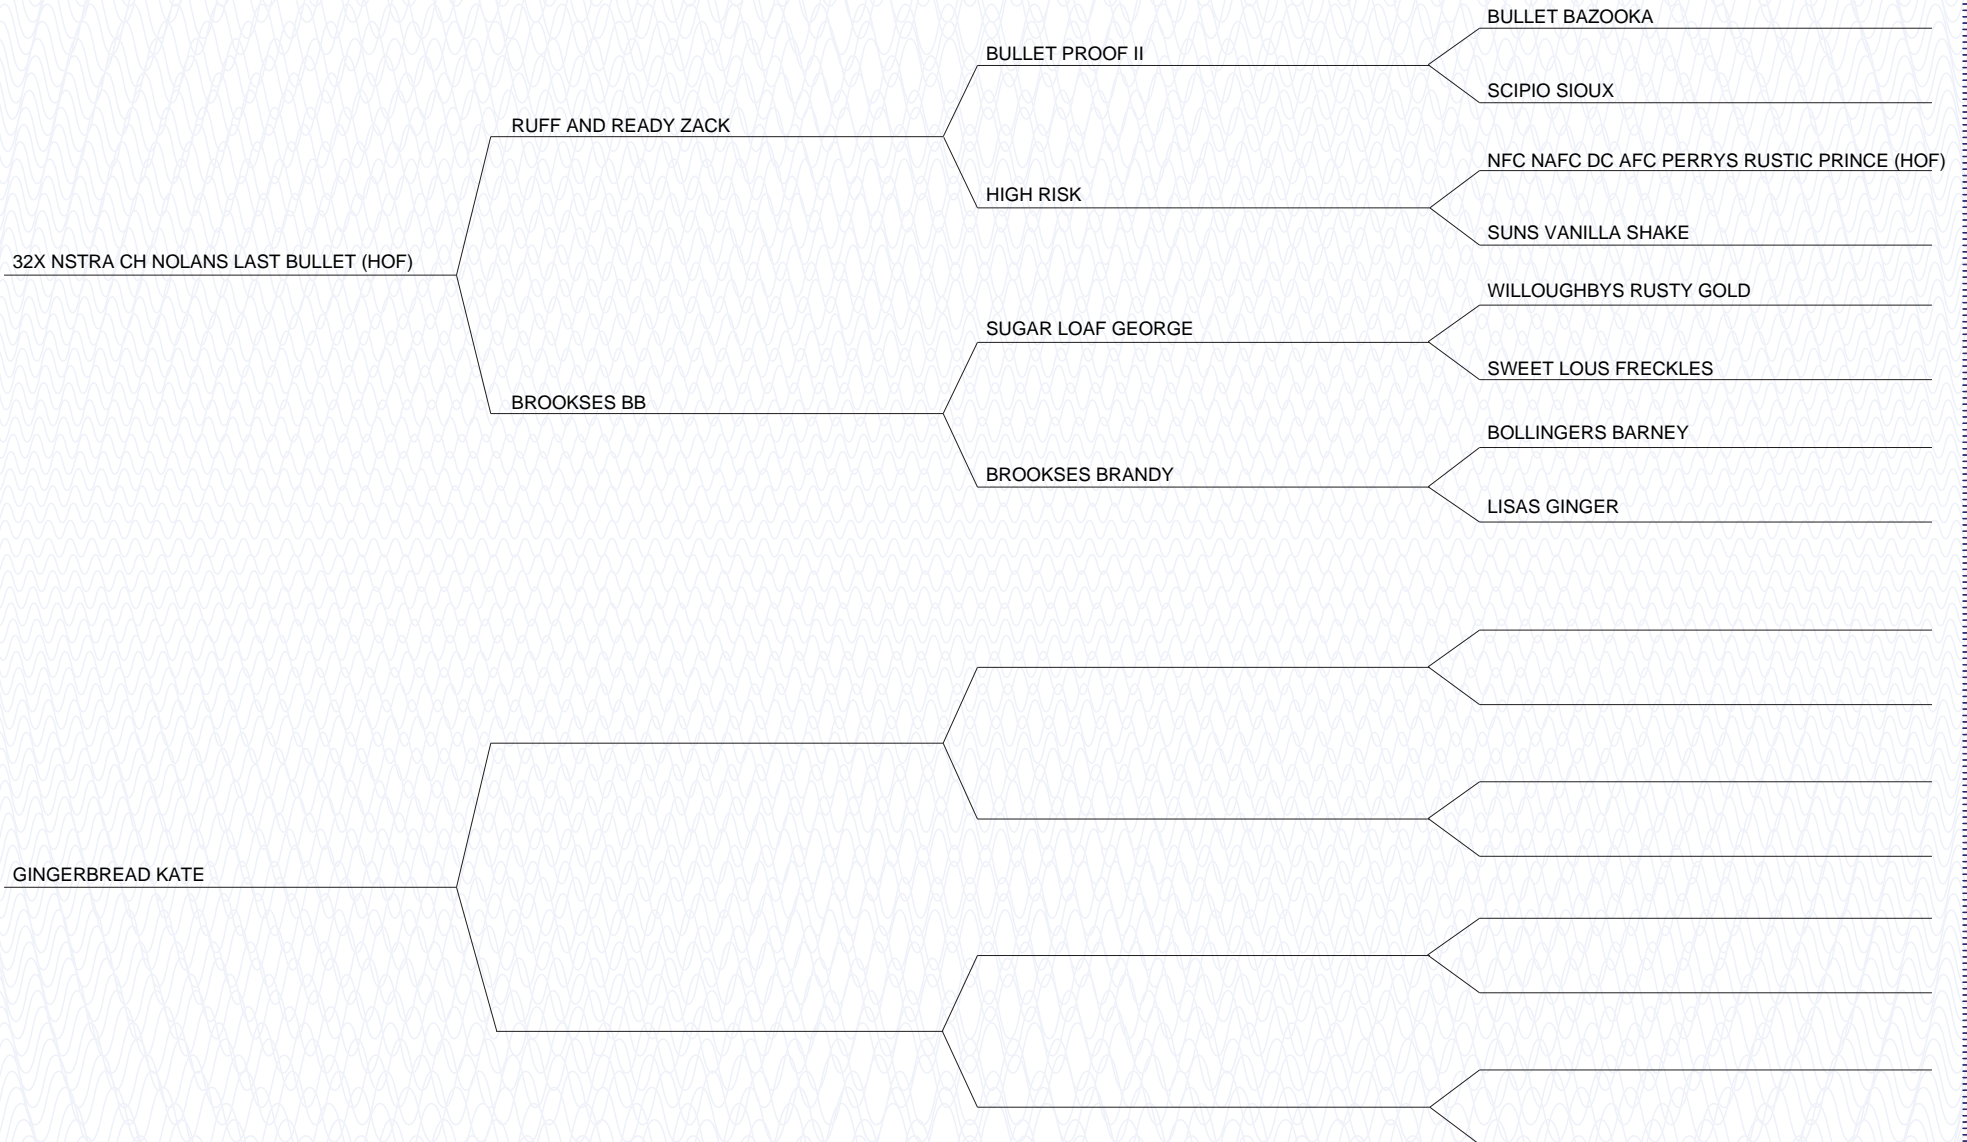 BULLET BAZOOKA
BULLET PROOF II
SCIPIO SIOUX
RUFF AND READY ZACK
NFC NAFC DC AFC PERRYS RUSTIC PRINCE (HOF)
HIGH RISK
SUNS VANILLA SHAKE
32X NSTRA CH NOLANS LAST BULLET (HOF)
WILLOUGHBYS RUSTY GOLD
SUGAR LOAF GEORGE
SWEET LOUS FRECKLES
BROOKSES BB
BOLLINGERS BARNEY
BROOKSES BRANDY
LISAS GINGER
GINGERBREAD KATE